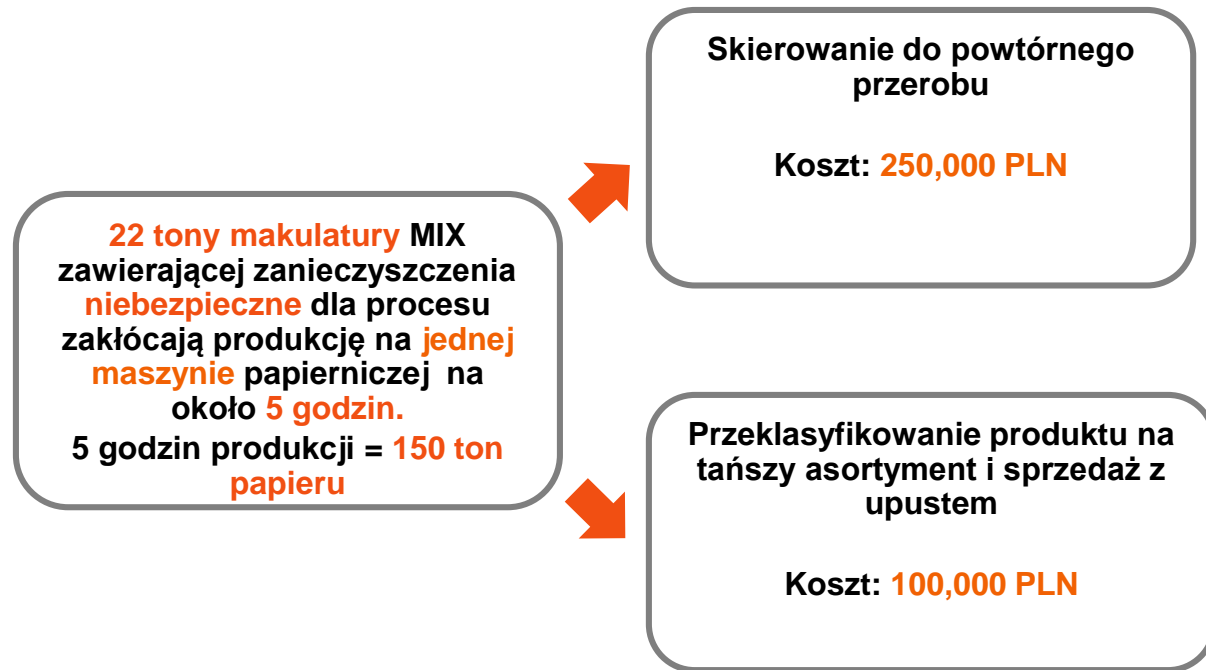 Skierowanie do powtórnego
przerobu
Koszt: 250,000 PLN
22 tony makulatury MIX
zawierającej zanieczyszczenia
niebezpieczne dla procesu
zakłócają produkcję na jednej
maszynie papierniczej na
około 5 godzin.
5 godzin produkcji = 150 ton
papieru
Przeklasyfikowanie produktu na
tańszy asortyment i sprzedaż z
upustem
Koszt: 100,000 PLN